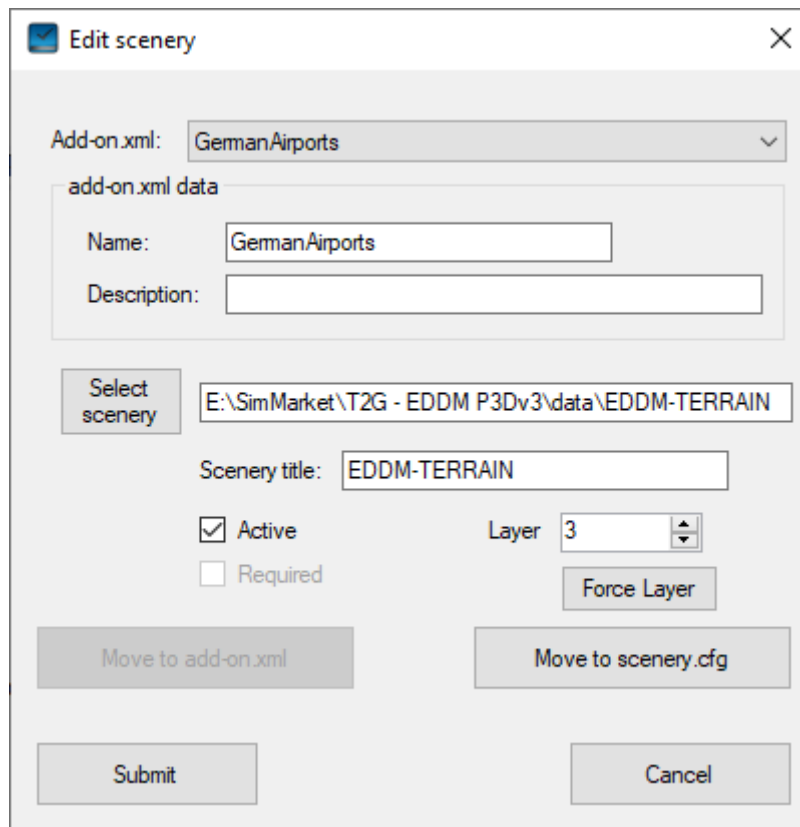 Edit scenery
Add-on.xml: GermanAirports
add-on.xml data
Name: GermanAirports
Description:
Select
scenery
E:\SimMarket\T2G - EDDM P3Dv3\data\EDDM-TERRAIN
Scenery title: EDDM-TERRAIN
Active Layer 3
Required
Force Layer
Move to add-on.xml Move to scenery.cfg
Submit Cancel